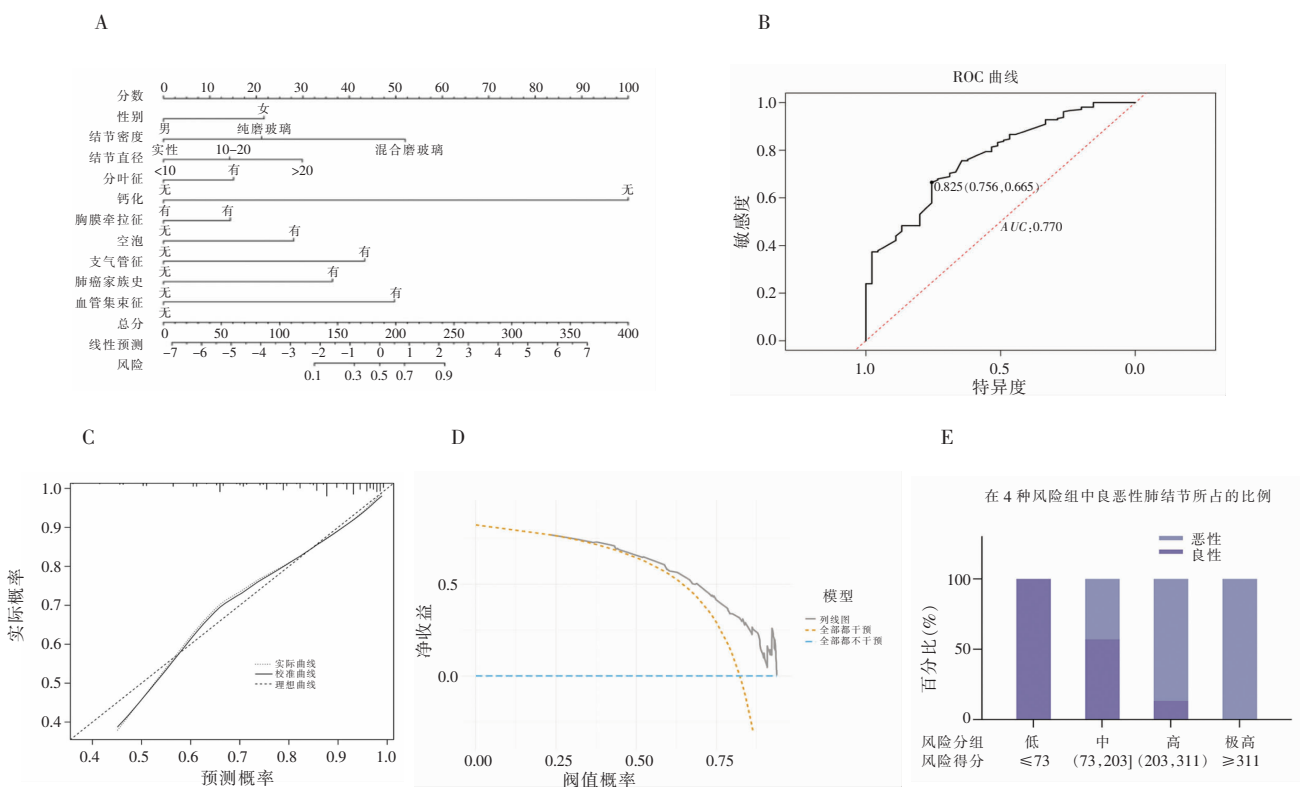 A
分数 0 10 20 30 40 50 60 70 80 90 100
性别 女
男 纯磨玻璃
结节密度
实性 10-20 混合磨玻璃
结节直径
<10 有 >20
分叶征
无 无
钙化
有 有
胸膜牵拉征
无 有
空泡
无 有
支气管征
无 有
肺癌家族史
无 有
血管集束征
无
总分 0 50 100 150 200 250 300 350 400
线性预测 -7 -6 -5 -4 -3 -2 -1 0 1 2 3 4 5 6 7
风险 0.1 0.3 0.5 0.7 0.9
B
ROC 曲线
敏感度
1.0
0.8
0.6
0.4
0.2
0.0
0.825(0.756,0.665)
AUC:0.770
1.0 0.5 0.0
特异度
C
实际概率
1.0
0.9
0.8
0.7
0.6
0.5
0.4
实际曲线
校准曲线
理想曲线
0.4 0.5 0.6 0.7 0.8 0.9 1.0
预测概率
D
净收益
0.5
0.0
模型
列线图
全部都干预
全部都不干预
0.00 0.25 0.50 0.75
阀值概率
E
在 4 种风险组中良恶性肺结节所占的比例
恶性
良性
百分比(%)
100
50
0
风险分组 低 中 高 极高
风险得分 ≤73 (73,203] (203,311) ≥311